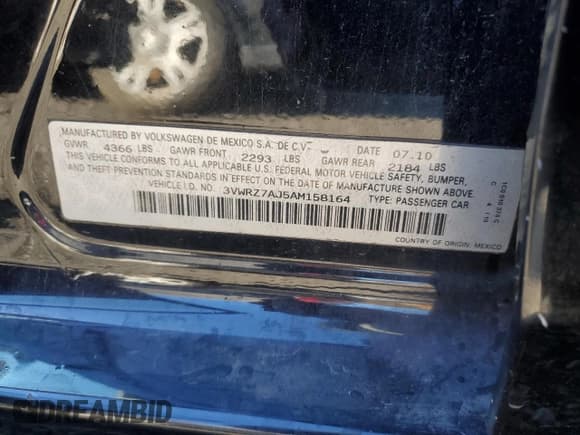 MANUFACTURED BY VOLKSWAGEN DE MEXICO S.A. DE C.V. DATE 07.10
GVWR 4366 LBS GAWR FRONT 2293 LBS GAWR REAR 2184 LBS
THIS VEHICLE CONFORMS TO ALL APPLICABLE U.S. FEDERAL MOTOR VEHICLE SAFETY, BUMPER,
AND THEFT PREVENTION STANDARDS IN EFFECT ON THE DATE OF MANUFACTURE SHOWN ABOVE.
VEHICLE I.D. NO. 3VWRZ7AJ5AM158164 TYPE: PASSENGER CAR
COUNTRY OF ORIGIN: MEXICO
IDREAMBID